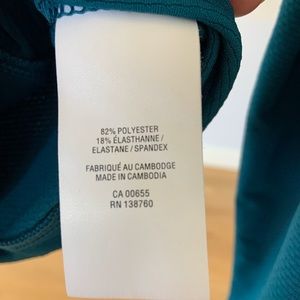 82% POLYESTER
18% ÉLASTHANNE /
ELASTANE / SPANDEX
FABRIQUÉ AU CAMBODGE
MADE IN CAMBODIA
CA 00655
RN 138760